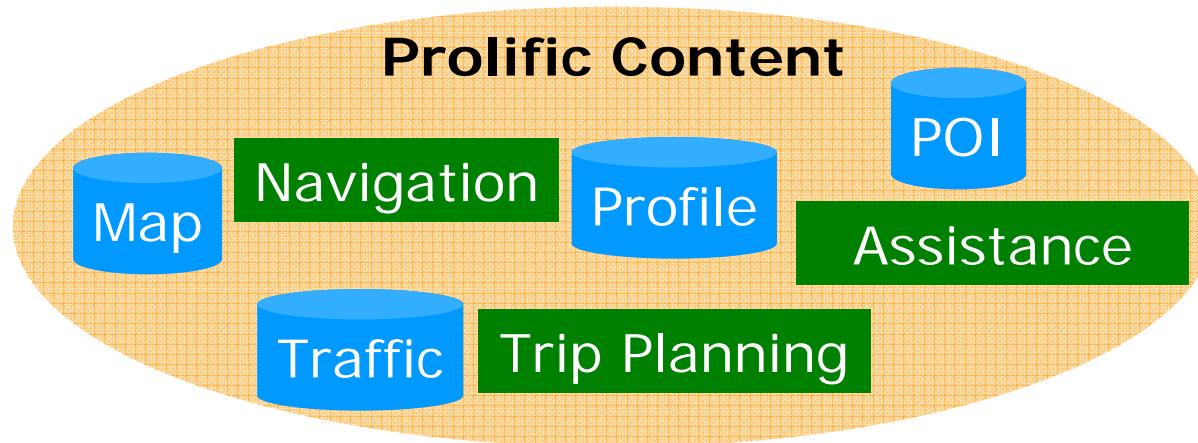 Prolific Content
POI
Navigation
Profile
Map
Assistance
Traffic
Trip Planning